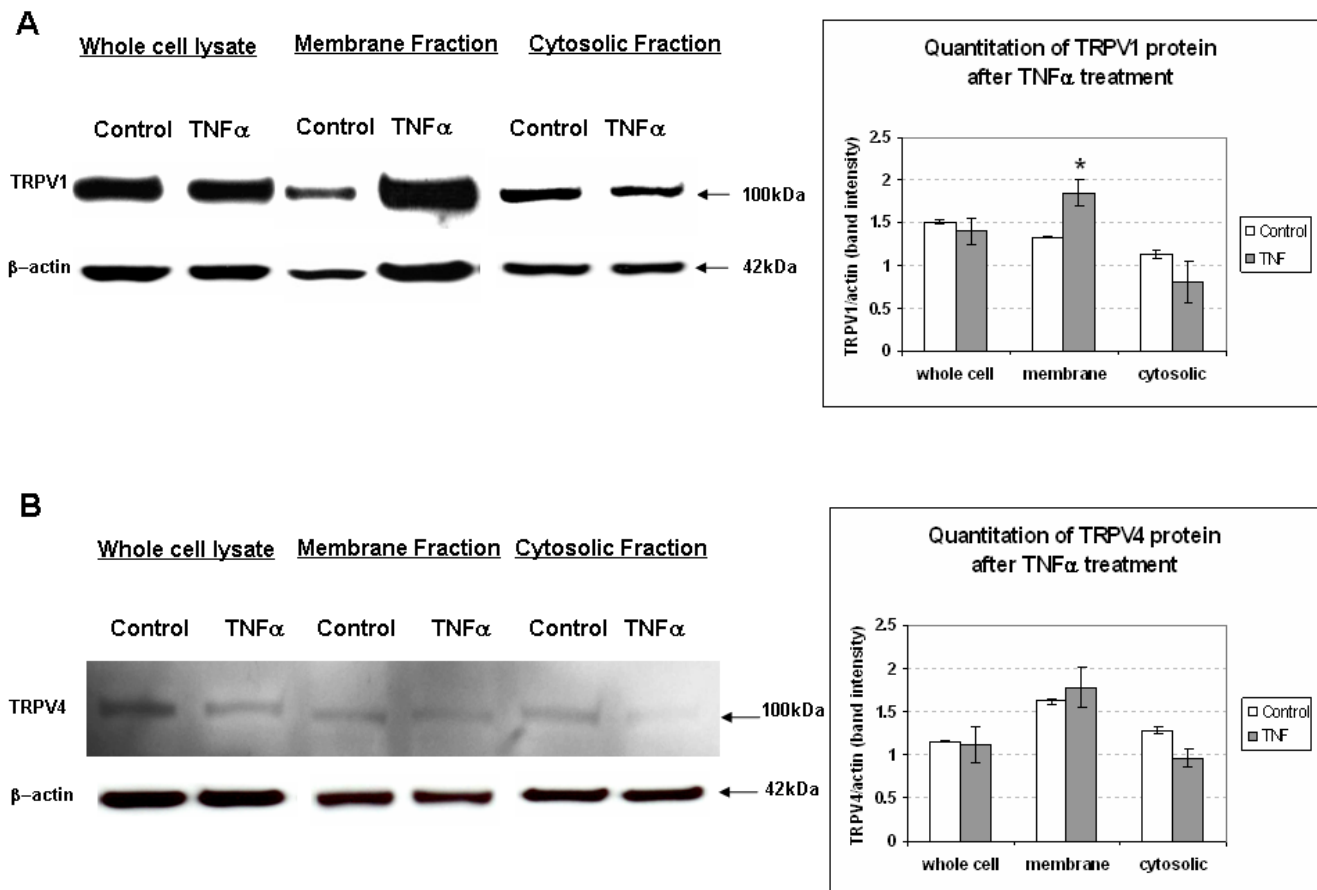 A
Whole cell lysate Membrane Fraction Cytosolic Fraction
Control TNFα Control TNFα Control TNFα
TRPV1
100kDa
β–actin
42kDa
Quantitation of TRPV1 protein
after TNFα treatment
TRPV1/actin (band intensity)
2.5
2
1.5
1
0.5
0
*
whole cell membrane cytosolic
Control
TNF
B
Whole cell lysate Membrane Fraction Cytosolic Fraction
Control TNFα Control TNFα Control TNFα
TRPV4
100kDa
β–actin
42kDa
Quantitation of TRPV4 protein
after TNFα treatment
TRPV4/actin (band intensity)
2.5
2
1.5
1
0.5
0
whole cell membrane cytosolic
Control
TNF